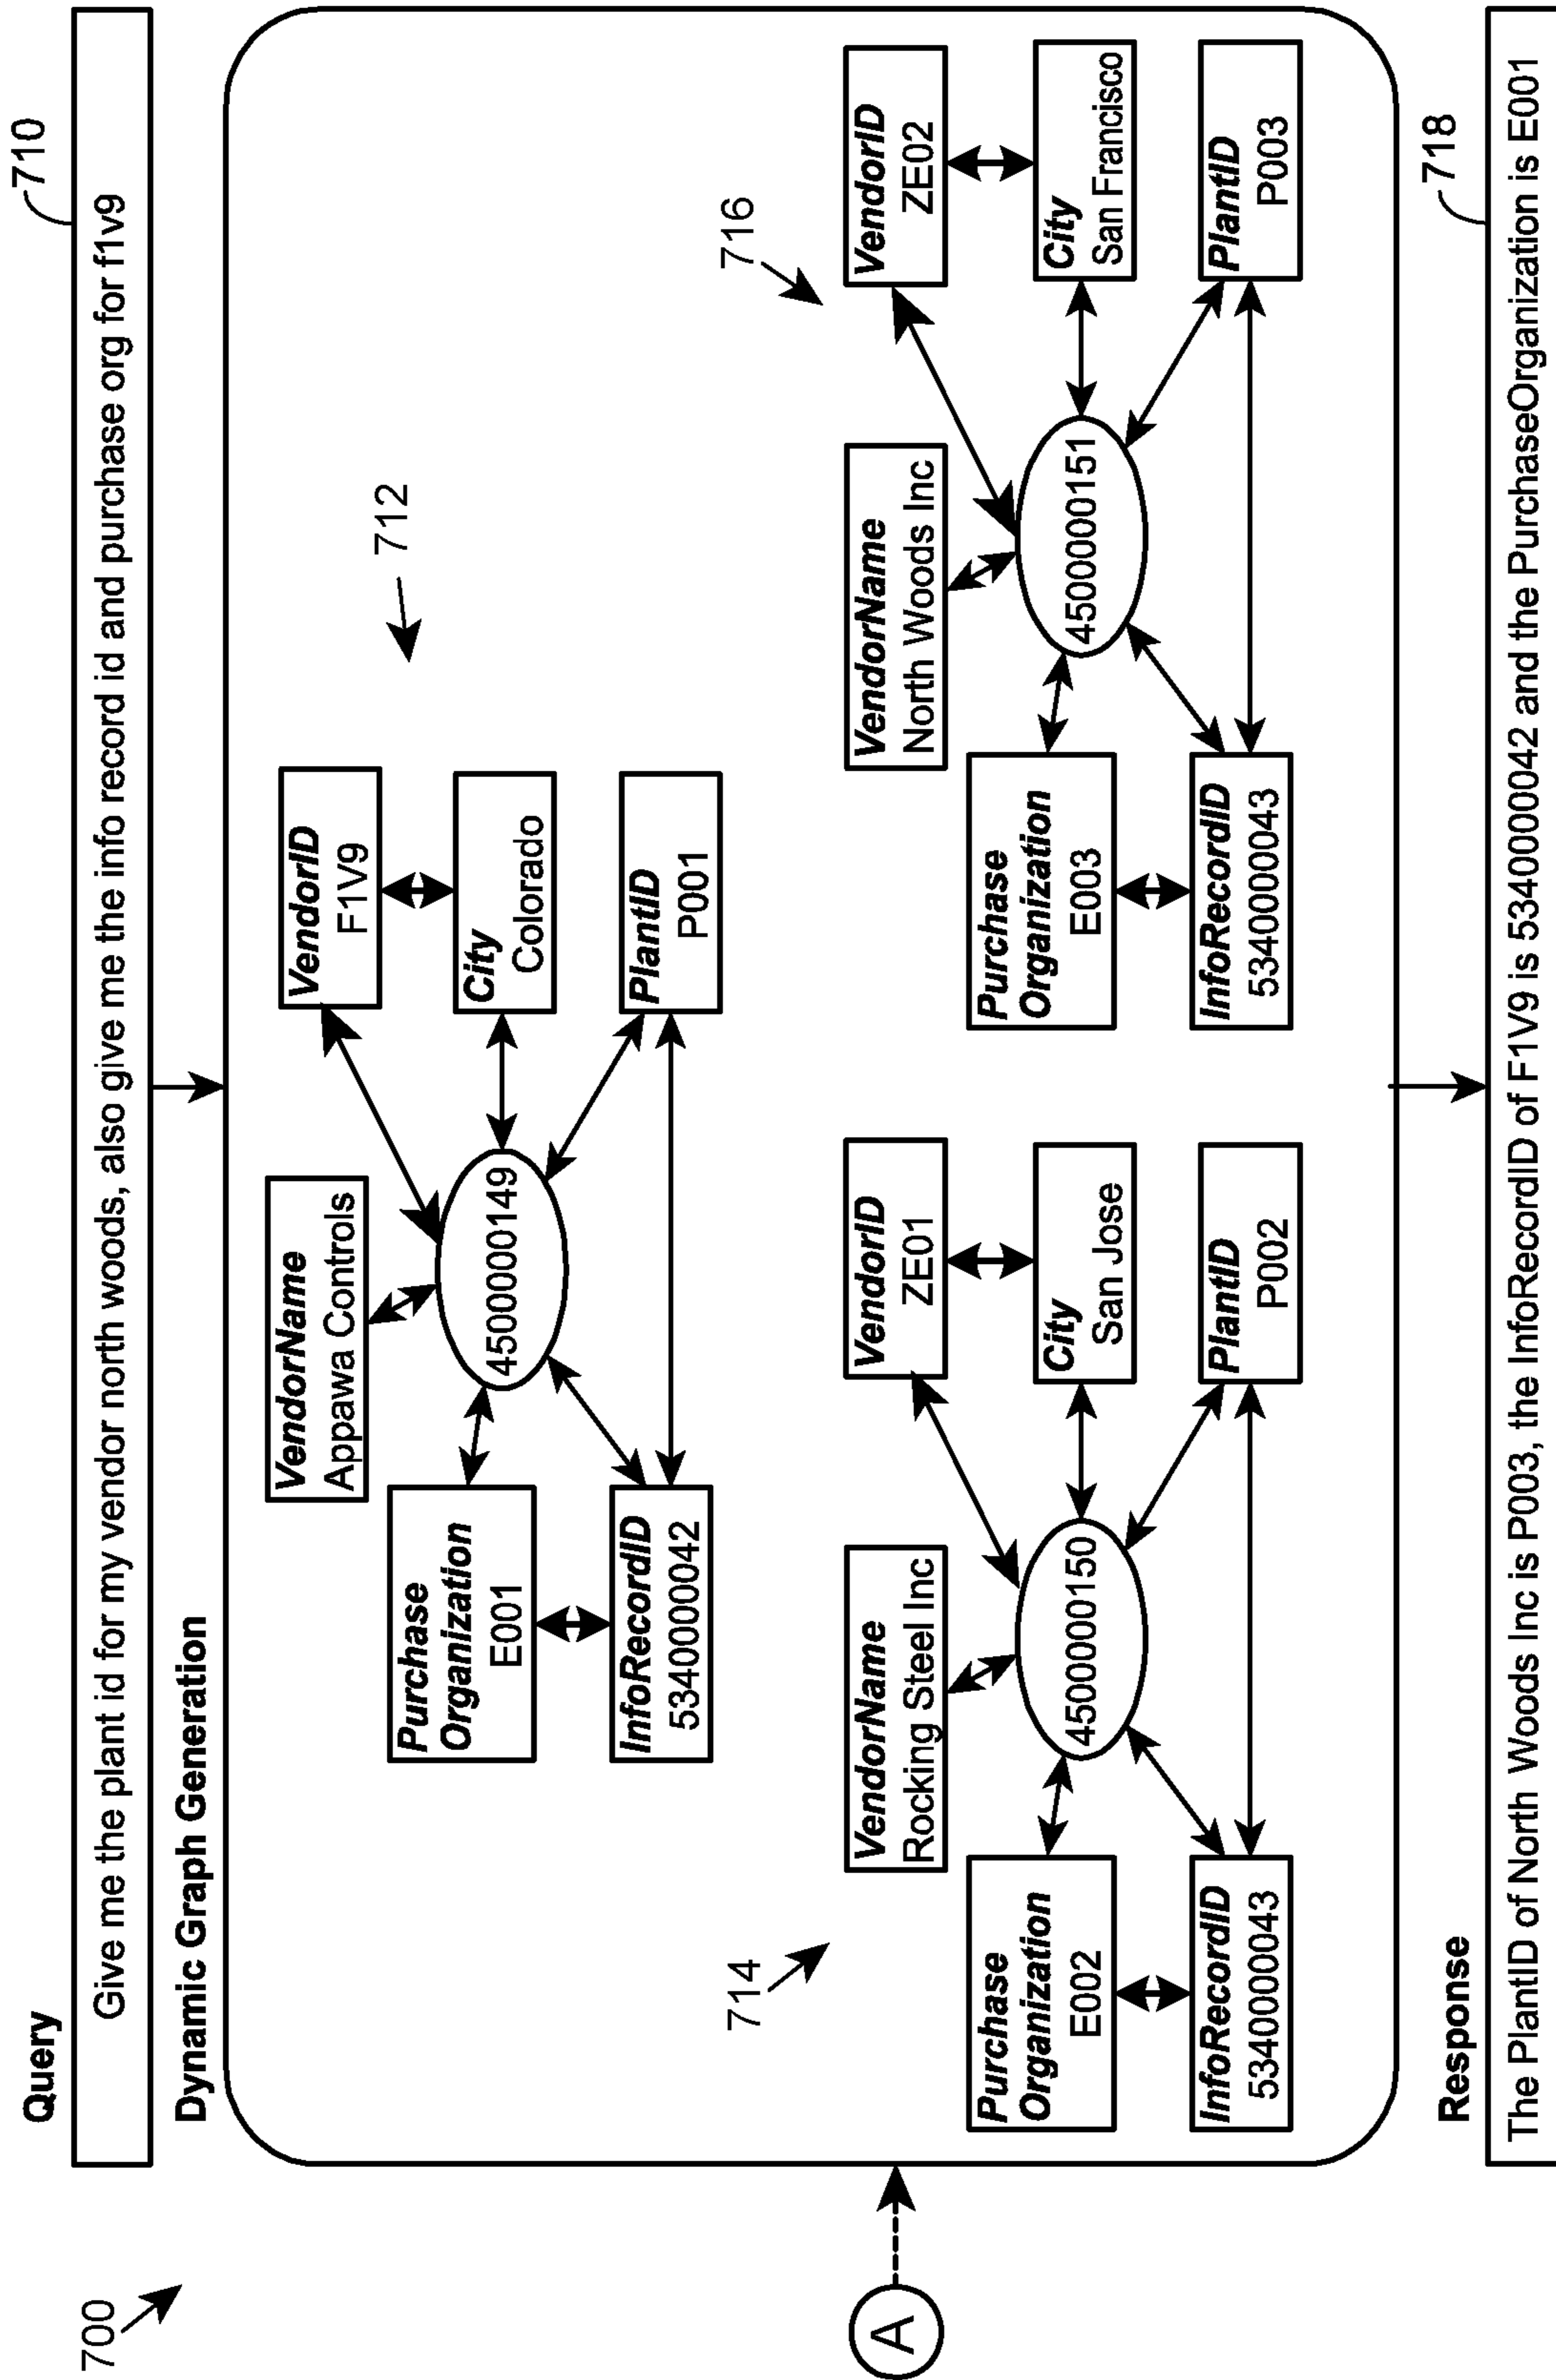 700
Query
710
Give me the plant id for my vendor north woods, also give me the info record id and purchase org for f1v9
Dynamic Graph Generation
712
VendorName
Appawa Controls
VendorID
F1V9
Purchase
Organization
E001
4500000149
City
Colorado
InfoRecordID
5340000042
PlantID
P001
714
VendorName
Rocking Steel Inc
VendorID
ZE01
Purchase
Organization
E002
4500000150
City
San Jose
InfoRecordID
5340000043
PlantID
P002
716
VendorName
North Woods Inc
VendorID
ZE02
Purchase
Organization
E003
4500000151
City
San Francisco
InfoRecordID
5340000043
PlantID
P003
A
Response
718
The PlantID of North Woods Inc is P003, the InfoRecordID of F1V9 is 5340000042 and the PurchaseOrganization is E001